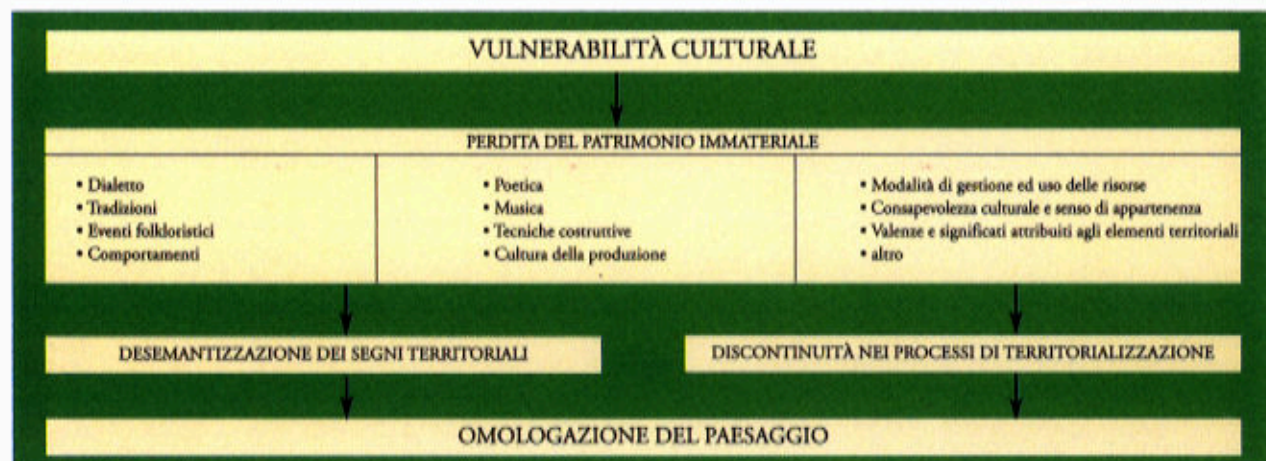 VULNERABILITÀ CULTURALE
PERDITA DEL PATRIMONIO IMMATERIALE
• Dialetto
• Tradizioni
• Eventi folkloristici
• Comportamenti
• Poetica
• Musica
• Tecniche costruttive
• Cultura della produzione
• Modalità di gestione ed uso delle risorse
• Consapevolezza culturale e senso di appartenenza
• Valenze e significati attribuiti agli elementi territoriali
• altro
DESEMANTIZZAZIONE DEI SEGNI TERRITORIALI
DISCONTINUITÀ NEI PROCESSI DI TERRITORIALIZZAZIONE
OMOLOGAZIONE DEL PAESAGGIO